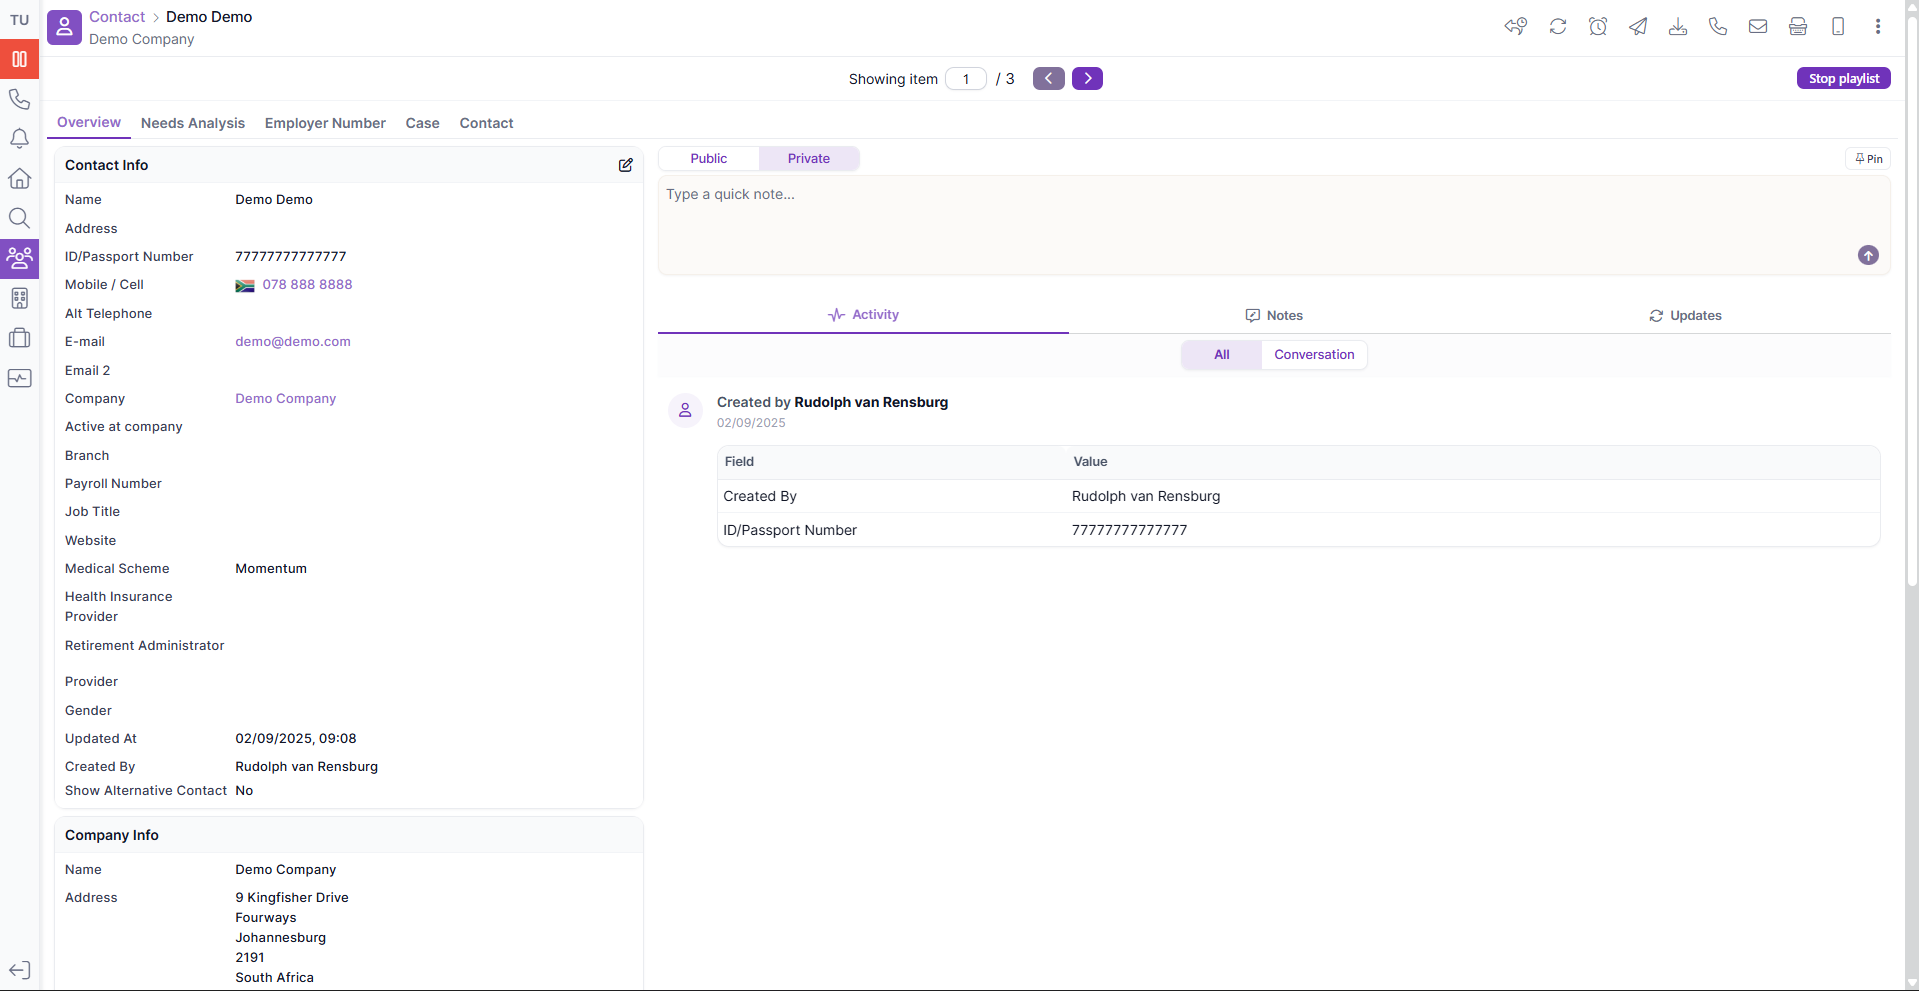 TU
Contact > Demo Demo
Demo Company
Showing item 1 / 3
Stop playlist
Overview Needs Analysis Employer Number Case Contact
Contact Info
Name Demo Demo
Address
ID/Passport Number 77777777777777
Mobile / Cell 078 888 8888
Alt Telephone
E-mail demo@demo.com
Email 2
Company Demo Company
Active at company
Branch
Payroll Number
Job Title
Website
Medical Scheme Momentum
Health Insurance
Provider
Retirement Administrator
Provider
Gender
Updated At 02/09/2025, 09:08
Created By Rudolph van Rensburg
Show Alternative Contact No
Company Info
Name Demo Company
Address 9 Kingfisher Drive
Fourways
Johannesburg
2191
South Africa
Public Private
Pin
Type a quick note...
Activity Notes Updates
All Conversation
Created by Rudolph van Rensburg
02/09/2025
Field Value
Created By Rudolph van Rensburg
ID/Passport Number 77777777777777